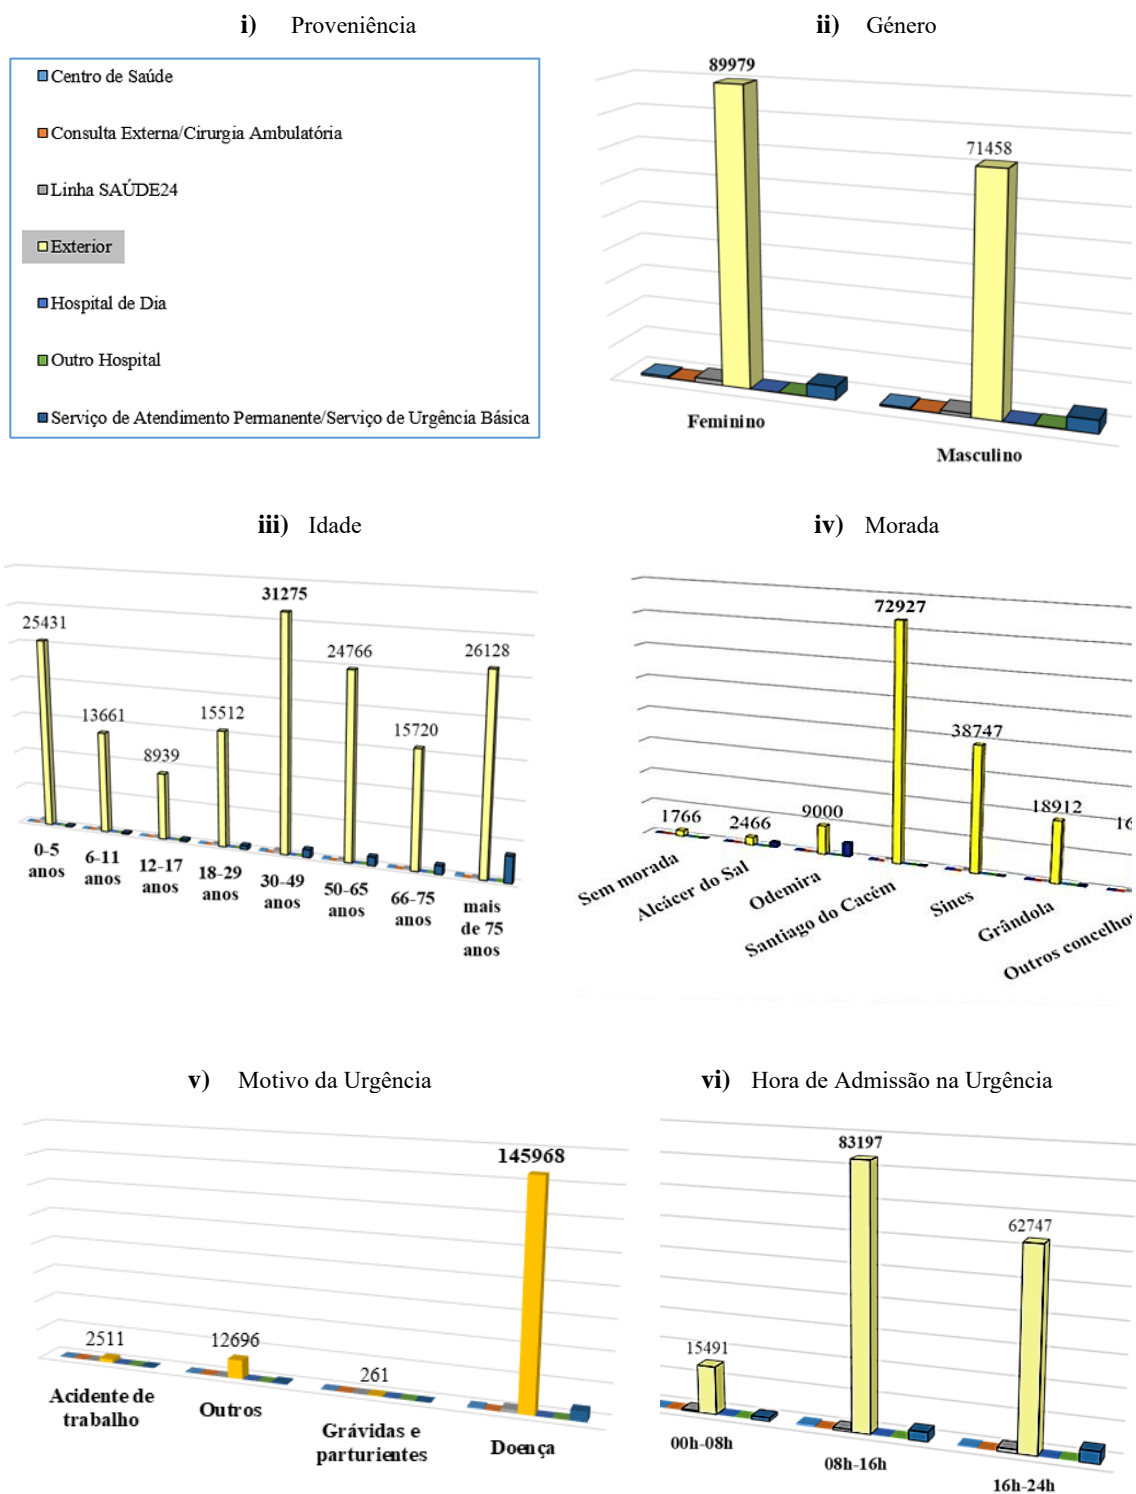 i) Proveniência
Centro de Saúde
Consulta Externa/Cirurgia Ambulatória
Linha SAÚDE24
Exterior
Hospital de Dia
Outro Hospital
Serviço de Atendimento Permanente/Serviço de Urgência Básica
ii) Género
89979
71458
Feminino
Masculino
iii) Idade
25431
13661
8939
15512
31275
24766
15720
26128
0-5
anos
6-11
anos
12-17
anos
18-29
anos
30-49
anos
50-65
anos
66-75
anos
mais
de 75
anos
iv) Morada
1766
2466
9000
72927
38747
18912
16
Sem morada
Alcácer do Sal
Odemira
Santiago do Cacém
Sines
Grândola
Outros concelhos
v) Motivo da Urgência
2511
12696
261
145968
Acidente de
trabalho
Outros
Grávidas e
parturientes
Doença
vi) Hora de Admissão na Urgência
15491
83197
62747
00h-08h
08h-16h
16h-24h